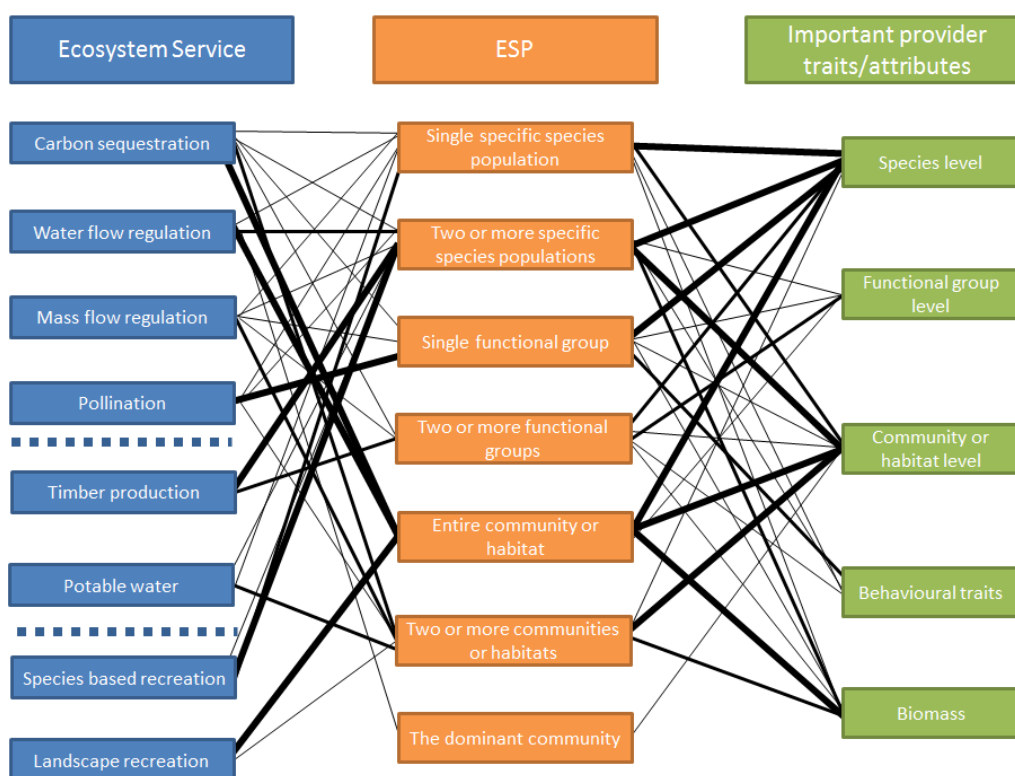 Ecosystem Service
ESP
Important provider
traits/attributes
Carbon sequestration
Water flow regulation
Mass flow regulation
Pollination
Timber production
Potable water
Species based recreation
Landscape recreation
Single specific species
population
Two or more specific
species populations
Single functional group
Two or more functional
groups
Entire community or
habitat
Two or more communities
or habitats
The dominant community
Species level
Functional group
level
Community or
habitat level
Behavioural traits
Biomass